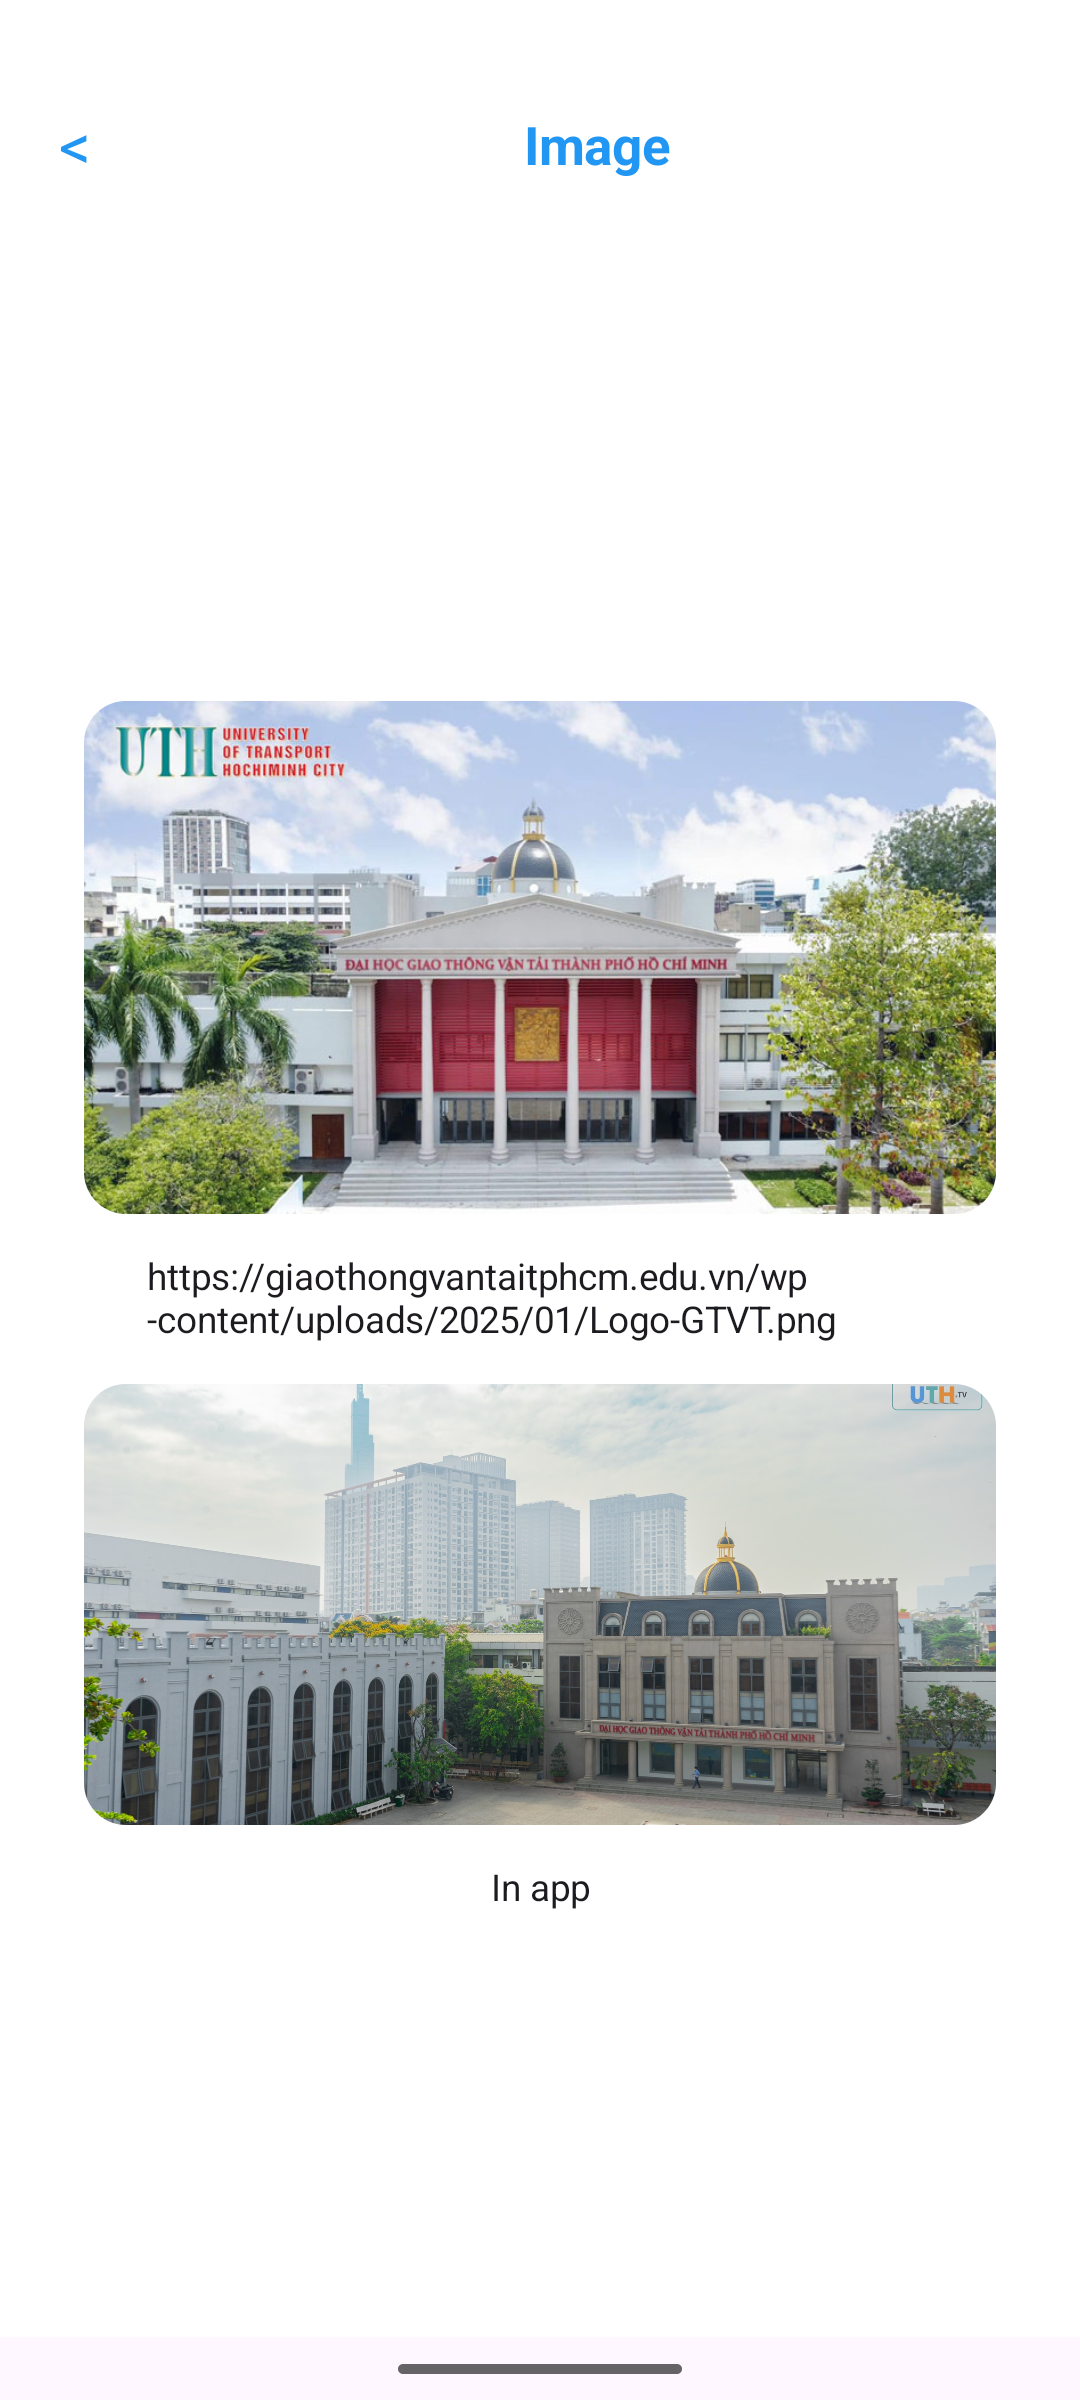 <
Image
UTH
UNIVERSITY
OF TRANSPORT
HOCHIMINH CITY
ĐẠI HỌC GIAO THÔNG VẬN TẢI THÀNH PHỐ HỒ CHÍ MINH
https://giaothongvantaitphcm.edu.vn/wp
-content/uploads/2025/01/Logo-GTVT.png
UTH.TV
ĐẠI HỌC GIAO THÔNG VẬN TẢI THÀNH PHỐ HỒ CHÍ MINH
In app